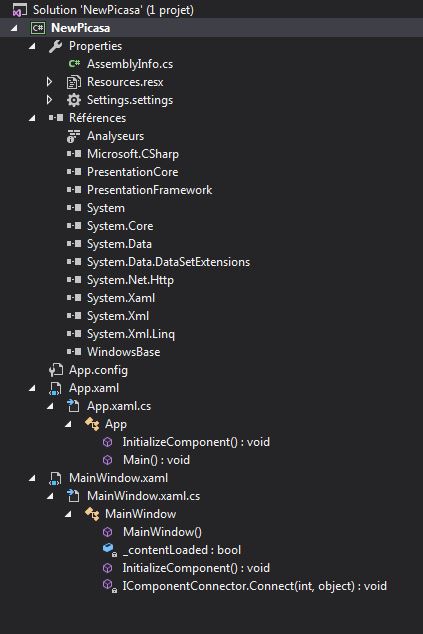 Solution 'NewPicasa' (1 projet)
C# NewPicasa
Properties
C# AssemblyInfo.cs
Resources.resx
Settings.settings
Références
Analyseurs
Microsoft.CSharp
PresentationCore
PresentationFramework
System
System.Core
System.Data
System.Data.DataSetExtensions
System.Net.Http
System.Xaml
System.Xml
System.Xml.Linq
WindowsBase
App.config
App.xaml
App.xaml.cs
App
InitializeComponent() : void
Main() : void
MainWindow.xaml
MainWindow.xaml.cs
MainWindow
MainWindow()
_contentLoaded : bool
InitializeComponent() : void
IComponentConnector.Connect(int, object) : void